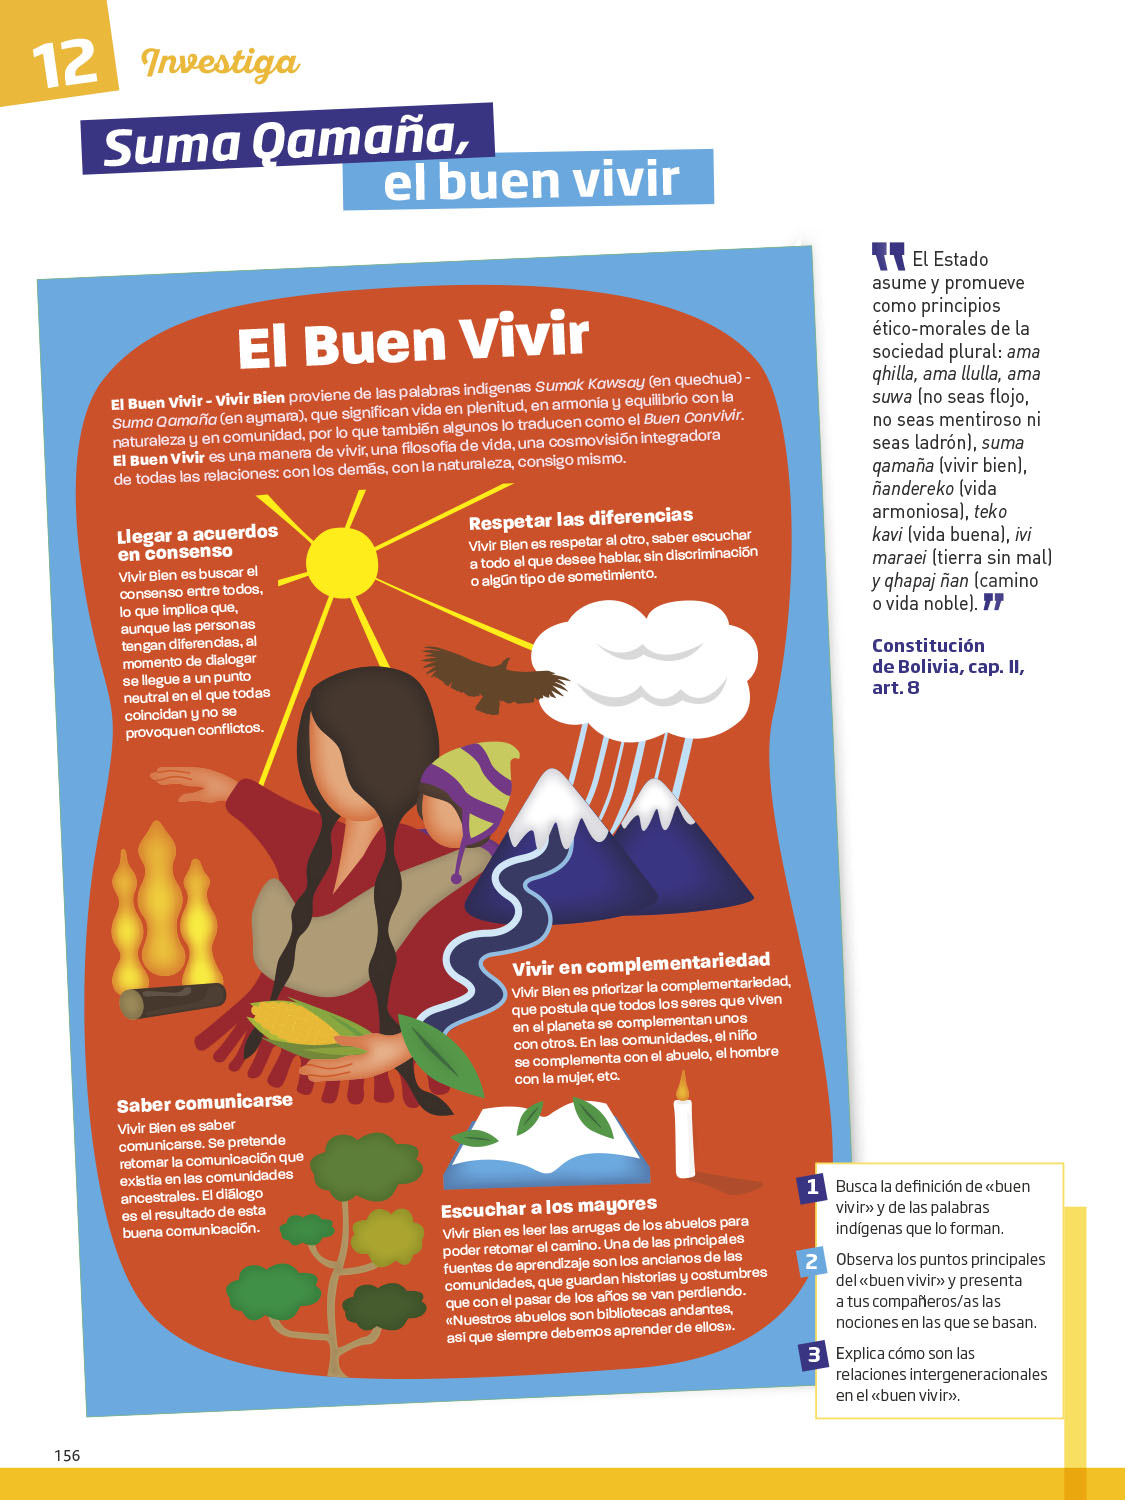 12
Investiga
Suma Qamaña,
el buen vivir
El Buen Vivir
El Buen Vivir - Vivir Bien proviene de las palabras indígenas Sumak Kawsay (en quechua) -
Suma Qamaña (en aymara), que significan vida en plenitud, en armonía y equilibrio con la
naturaleza y en comunidad, por lo que también algunos lo traducen como el Buen Convivir.
El Buen Vivir es una manera de vivir, una filosofía de vida, una cosmovisión integradora
de todas las relaciones: con los demás, con la naturaleza, consigo mismo.
Llegar a acuerdos
en consenso
Vivir Bien es buscar el
consenso entre todos,
lo que implica que,
aunque las personas
tengan diferencias, al
momento de dialogar
se llegue a un punto
neutral en el que todas
coincidan y no se
provoquen conflictos.
Respetar las diferencias
Vivir Bien es respetar al otro, saber escuchar
a todo el que desee hablar, sin discriminación
o algún tipo de sometimiento.
Vivir en complementariedad
Vivir Bien es priorizar la complementariedad,
que postula que todos los seres que viven
en el planeta se complementan unos
con otros. En las comunidades, el niño
se complementa con el abuelo, el hombre
con la mujer, etc.
Saber comunicarse
Vivir Bien es saber
comunicarse. Se pretende
retomar la comunicación que
existía en las comunidades
ancestrales. El diálogo
es el resultado de esta
buena comunicación.
Escuchar a los mayores
Vivir Bien es leer las arrugas de los abuelos para
poder retomar el camino. Una de las principales
fuentes de aprendizaje son los ancianos de las
comunidades, que guardan historias y costumbres
que con el pasar de los años se van perdiendo.
«Nuestros abuelos son bibliotecas andantes,
así que siempre debemos aprender de ellos».
" El Estado
asume y promueve
como principios
ético-morales de la
sociedad plural: ama
qhilla, ama llulla, ama
suwa (no seas flojo,
no seas mentiroso ni
seas ladrón), suma
qamaña (vivir bien),
ñandereko (vida
armoniosa), teko
kavi (vida buena), ivi
maraei (tierra sin mal)
y qhapaj ñan (camino
o vida noble). "
Constitución
de Bolivia, cap. II,
art. 8
1 Busca la definición de «buen
vivir» y de las palabras
indígenas que lo forman.
2 Observa los puntos principales
del «buen vivir» y presenta
a tus compañeros/as las
nociones en las que se basan.
3 Explica cómo son las
relaciones intergeneracionales
en el «buen vivir».
156